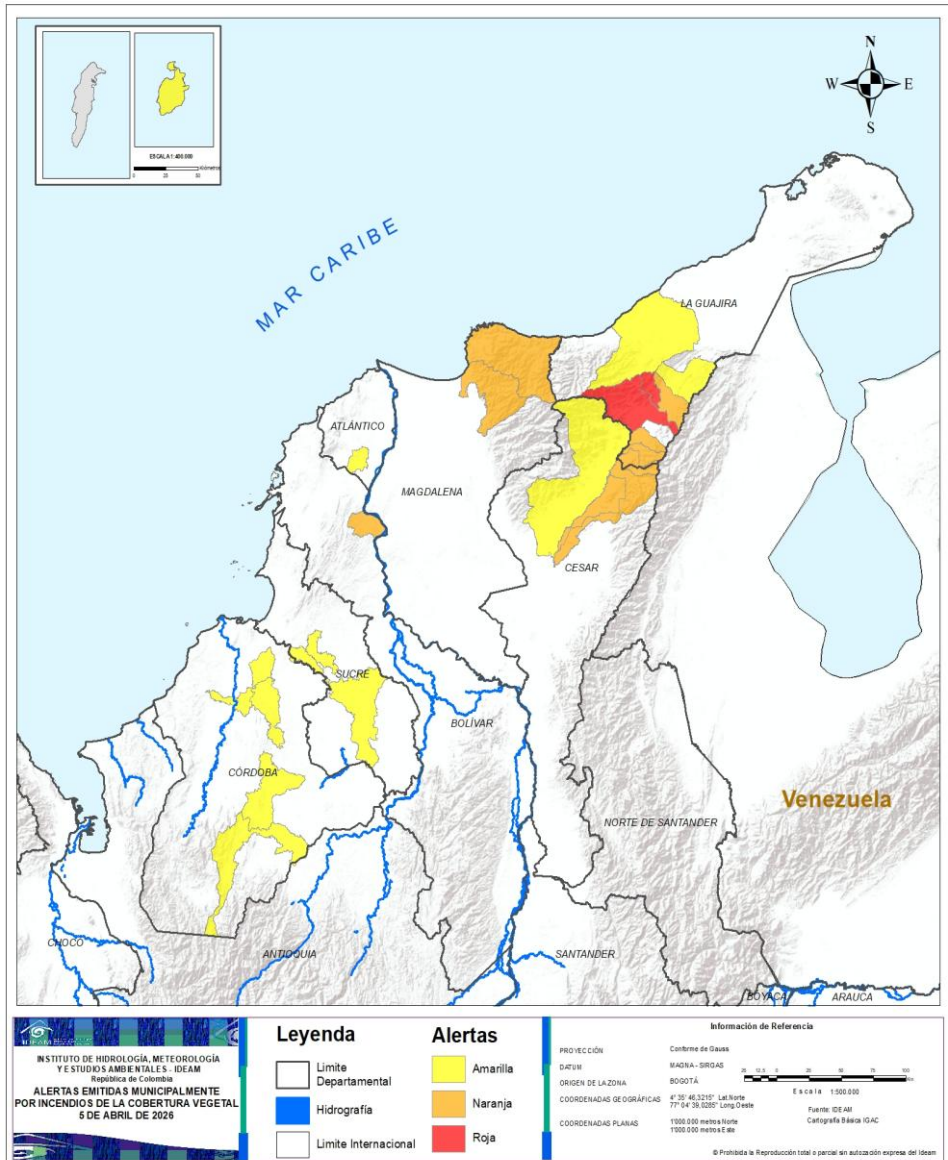 ESCALA 1: 400.000
Kilómetros
N
W
E
S
MAR CARIBE
LA GUAJIRA
ATLÁNTICO
MAGDALENA
CESAR
SUCRE
BOLÍVAR
CÓRDOBA
Venezuela
NORTE DE SANTANDER
CHOCO
ANTIOQUIA
SANTANDER
BOYACA
ARAUCA
IDEAM
INSTITUTO DE HIDROLOGÍA, METEOROLOGÍA
Y ESTUDIOS AMBIENTALES - IDEAM
República de Colombia
ALERTAS EMITIDAS MUNICIPALMENTE
POR INCENDIOS DE LA COBERTURA VEGETAL
5 DE ABRIL DE 2026
Leyenda
Limite
Departamental
Hidrografía
Limite Internacional
Alertas
Amarilla
Naranja
Roja
Información de Referencia
PROYECCIÓN Conforme de Gauss
DATUM MAGNA - SIRGAS
ORIGEN DE LA ZONA BOGOTÁ
COORDENADAS GEOGRÁFICAS 4° 35' 46,3215" Lat.Norte
77° 04' 39,0285" Long.Oeste
COORDENADAS PLANAS 1'000.000 metros Norte
1'000.000 metros Este
Escala 1:500.000
Fuente: IDEAM
Cartografía Básica IGAC
© Prohibida la Reproducción total o parcial sin autozación expresa del Ideam